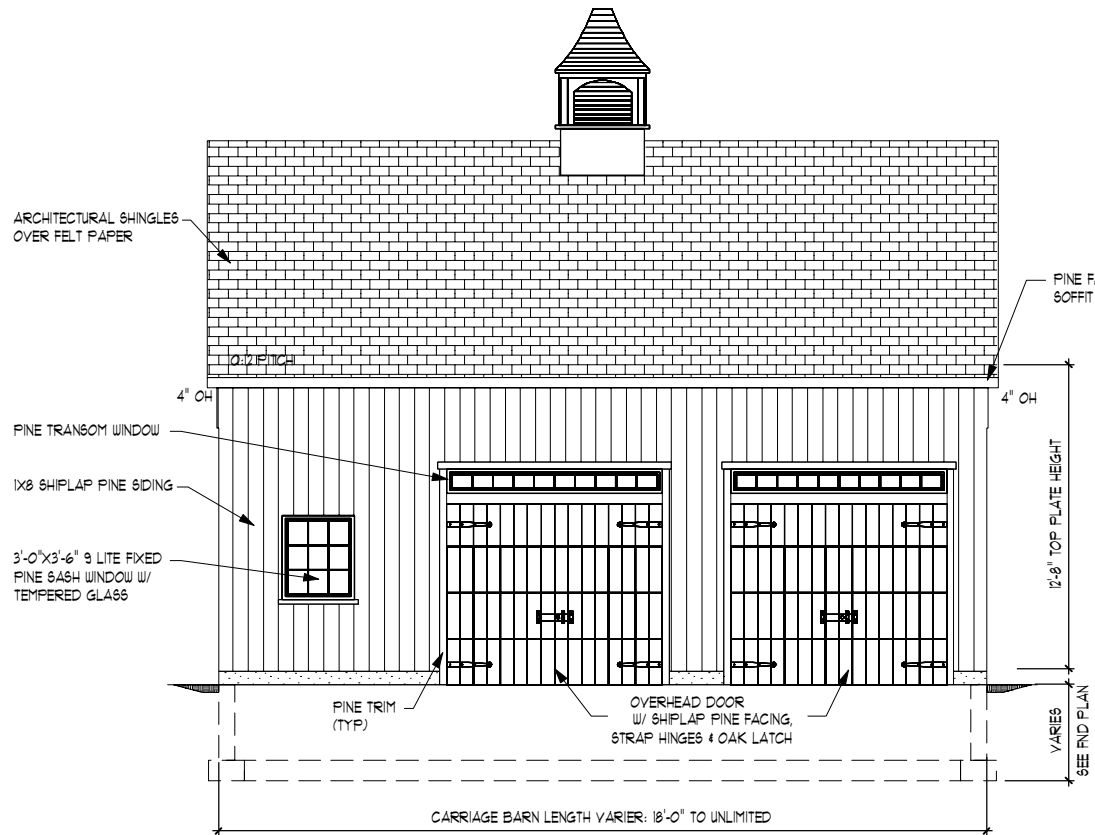 ARCHITECTURAL SHINGLES
OVER FELT PAPER
PINE FA
SOFFIT
4" OH
4" OH
PINE TRANSOM WINDOW
1X8 SHIPLAP PINE SIDING
3'-0"X3'-6" 9 LITE FIXED
PINE SASH WINDOW W/
TEMPERED GLASS
12'-8" TOP PLATE HEIGHT
PINE TRIM
(TYP.)
OVERHEAD DOOR
W/ SHIPLAP PINE FACING,
STRAP HINGES & OAK LATCH
VARIES
SEE FND PLAN
CARRIAGE BARN LENGTH VARIER: 18'-0" TO UNLIMITED